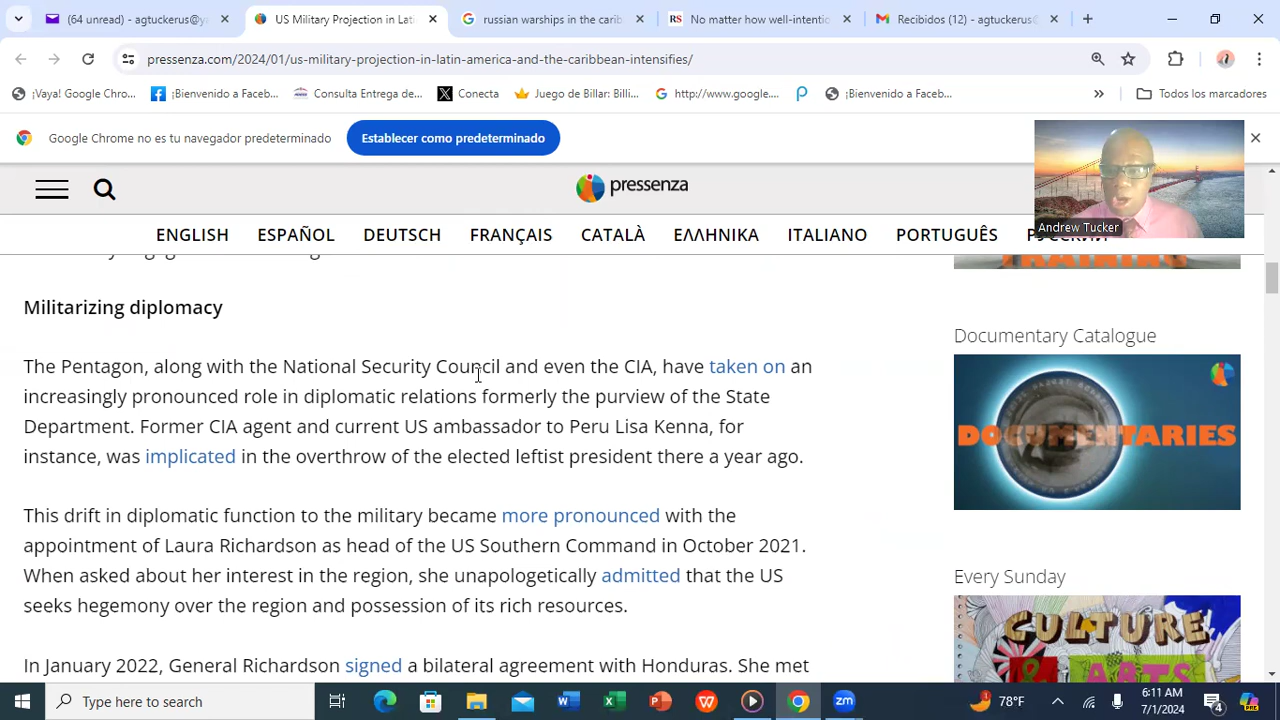 (64 unread) - agtuckerus@y
US Military Projection in Lati
russian warships in the carib
RS No matter how well-intenti
Recibidos (12) - agtuckerus@
pressenza.com/2024/01/us-military-projection-in-latin-america-and-the-caribbean-intensifies/
¡Vaya! Google Chro...
¡Bienvenido a Faceb...
Consulta Entrega de...
Conecta
Juego de Billar: Billi...
http://www.google....
¡Bienvenido a Faceb...
Todos los marcadores
Google Chrome no es tu navegador predeterminado
Establecer como predeterminado
pressenza
Andrew Tucker
ENGLISH ESPAÑOL DEUTSCH FRANÇAIS CATALÀ ΕΛΛΗΝΙΚΑ ITALIANO PORTUGUÊS
TRAINING
Militarizing diplomacy
The Pentagon, along with the National Security Council and even the CIA, have taken on an
increasingly pronounced role in diplomatic relations formerly the purview of the State
Department. Former CIA agent and current US ambassador to Peru Lisa Kenna, for
instance, was implicated in the overthrow of the elected leftist president there a year ago.
This drift in diplomatic function to the military became more pronounced with the
appointment of Laura Richardson as head of the US Southern Command in October 2021.
When asked about her interest in the region, she unapologetically admitted that the US
seeks hegemony over the region and possession of its rich resources.
In January 2022, General Richardson signed a bilateral agreement with Honduras. She met
Documentary Catalogue
DOCUMENTARIES
Every Sunday
CULTURE
& ARTS
Type here to search
W
X
P
W
zm
78°F
6:11 AM
7/1/2024
4